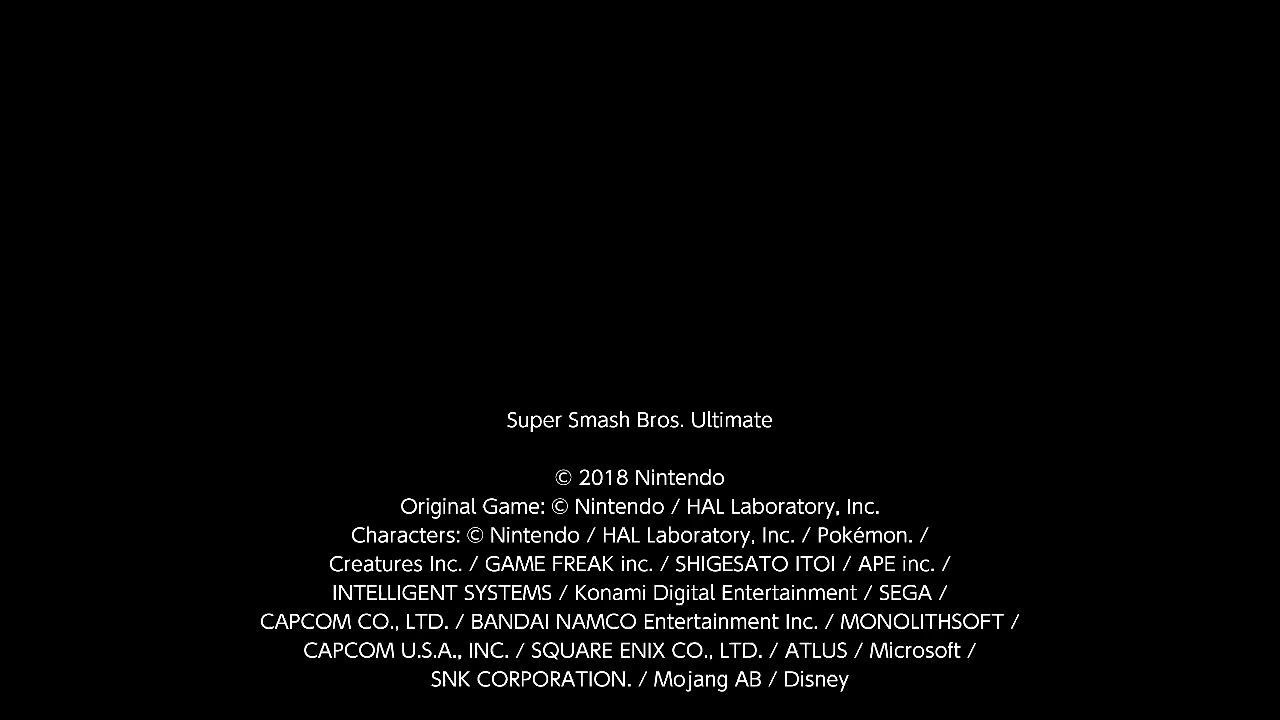 Super Smash Bros. Ultimate
© 2018 Nintendo
Original Game: © Nintendo / HAL Laboratory, Inc.
Characters: © Nintendo / HAL Laboratory, Inc. / Pokémon. /
Creatures Inc. / GAME FREAK inc. / SHIGESATO ITOI / APE inc. /
INTELLIGENT SYSTEMS / Konami Digital Entertainment / SEGA /
CAPCOM CO., LTD. / BANDAI NAMCO Entertainment Inc. / MONOLITHSOFT /
CAPCOM U.S.A., INC. / SQUARE ENIX CO., LTD. / ATLUS / Microsoft /
SNK CORPORATION. / Mojang AB / Disney